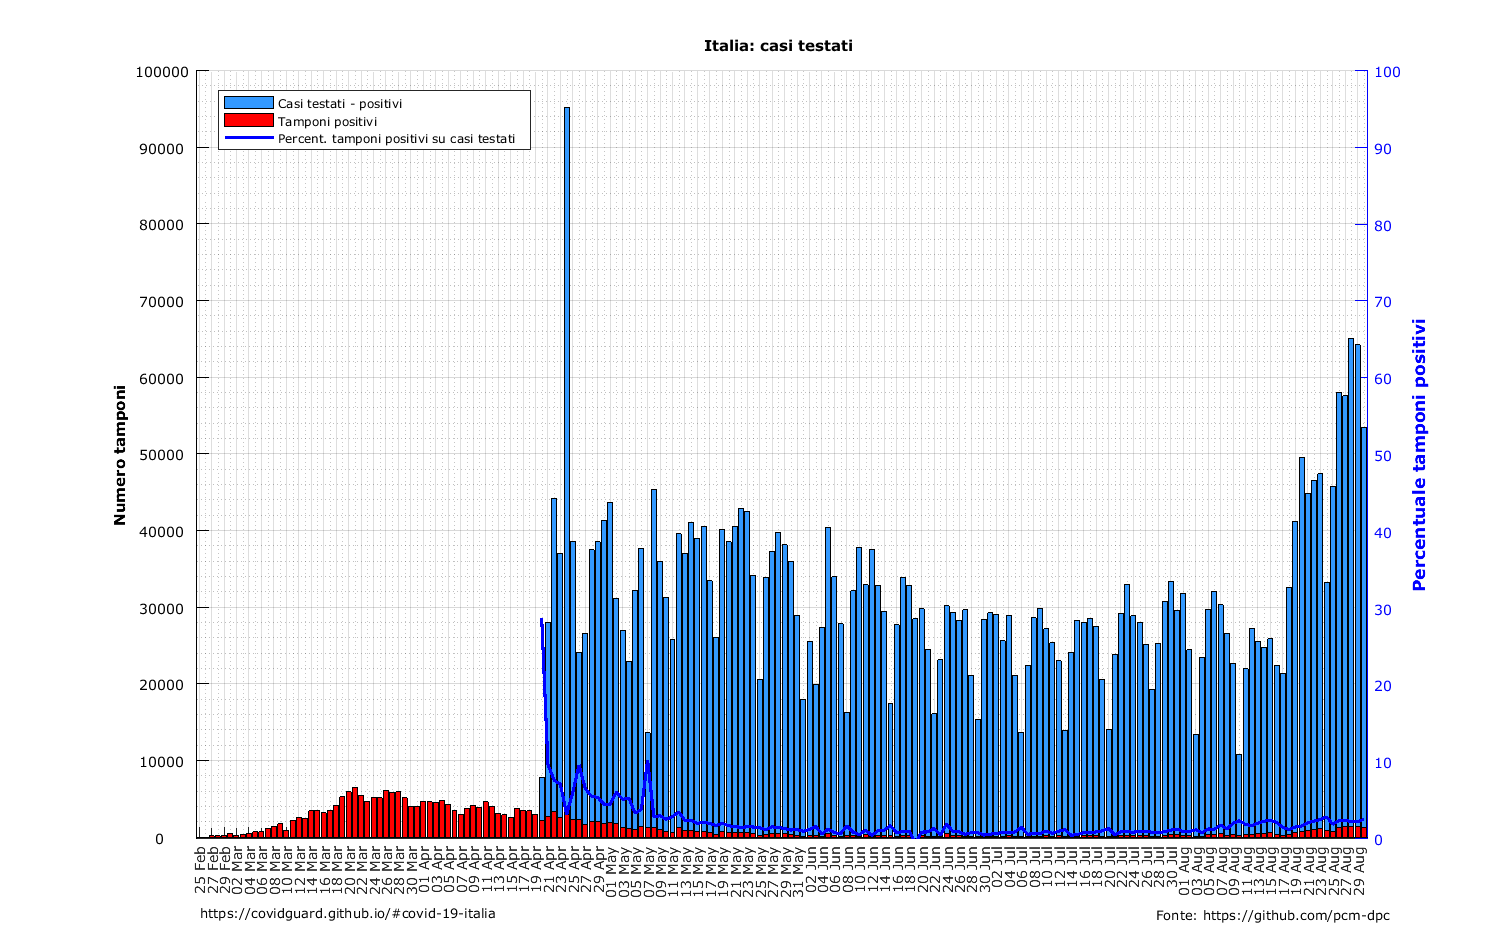 Italia: casi testati
Casi testati - positivi
Tamponi positivi
Percent. tamponi positivi su casi testati
Numero tamponi
100000
90000
80000
70000
60000
50000
40000
30000
20000
10000
0
Percentuale tamponi positivi
100
90
80
70
60
50
40
30
20
10
0
25 Feb
27 Feb
29 Feb
02 Mar
04 Mar
06 Mar
08 Mar
10 Mar
12 Mar
14 Mar
16 Mar
18 Mar
20 Mar
22 Mar
24 Mar
26 Mar
28 Mar
30 Mar
01 Apr
03 Apr
05 Apr
07 Apr
09 Apr
11 Apr
13 Apr
15 Apr
17 Apr
19 Apr
21 Apr
23 Apr
25 Apr
27 Apr
29 Apr
01 May
03 May
05 May
07 May
09 May
11 May
13 May
15 May
17 May
19 May
21 May
23 May
25 May
27 May
29 May
31 May
02 Jun
04 Jun
06 Jun
08 Jun
10 Jun
12 Jun
14 Jun
16 Jun
18 Jun
20 Jun
22 Jun
24 Jun
26 Jun
28 Jun
30 Jun
02 Jul
04 Jul
06 Jul
08 Jul
10 Jul
12 Jul
14 Jul
16 Jul
18 Jul
20 Jul
22 Jul
24 Jul
26 Jul
28 Jul
30 Jul
01 Aug
03 Aug
05 Aug
07 Aug
09 Aug
11 Aug
13 Aug
15 Aug
17 Aug
19 Aug
21 Aug
23 Aug
25 Aug
27 Aug
29 Aug
https://covidguard.github.io/#covid-19-italia
Fonte: https://github.com/pcm-dpc